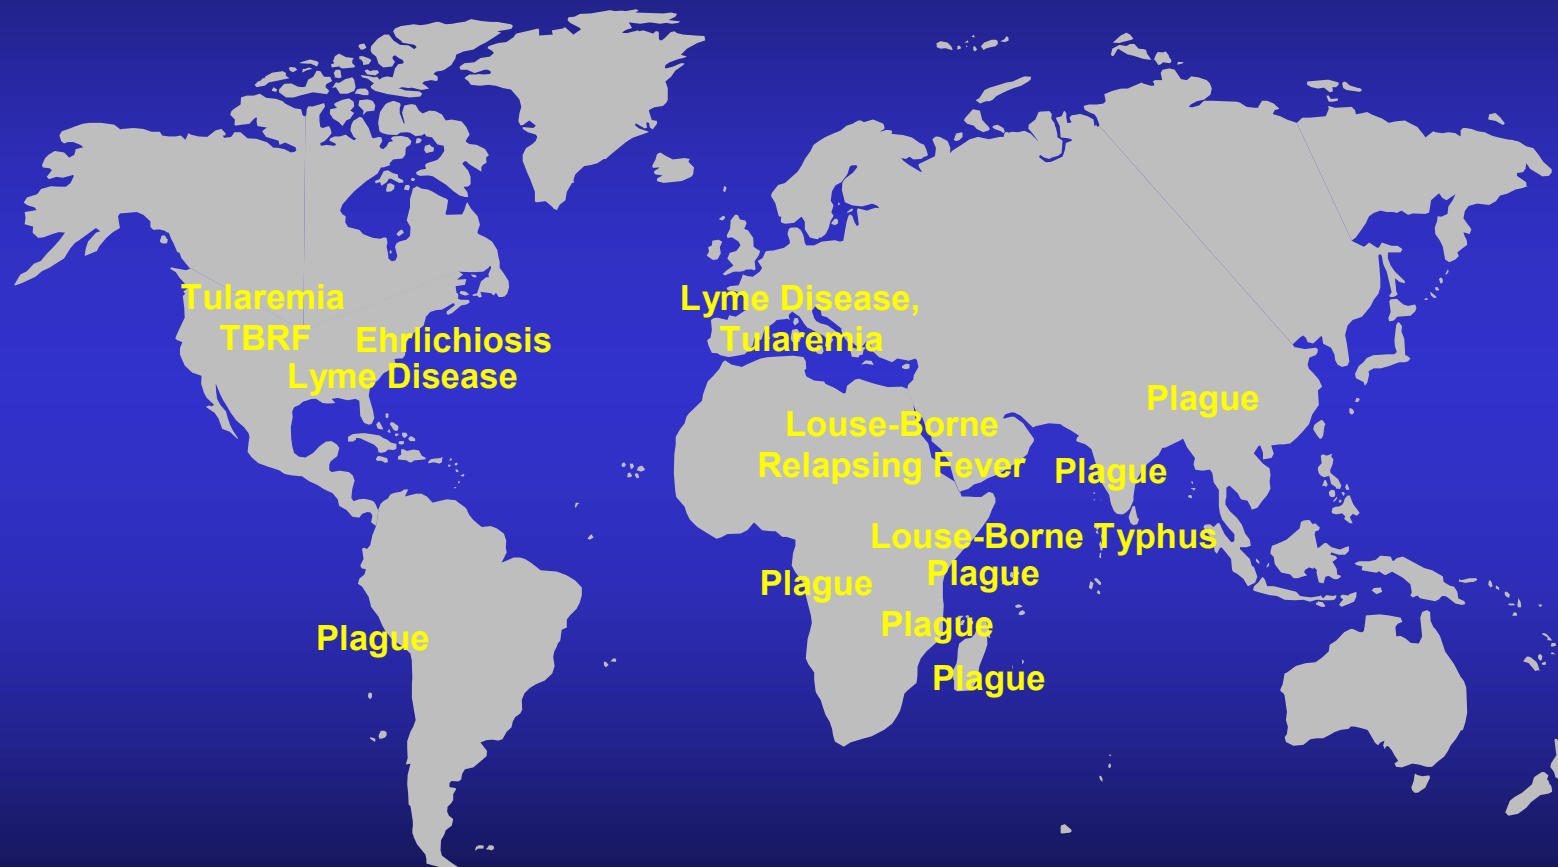 Tularemia
TBRF
Ehrlichiosis
Lyme Disease
Lyme Disease,
Tularemia
Plague
Louse-Borne
Relapsing Fever
Plague
Louse-Borne Typhus
Plague
Plague
Plague
Plague
Plague